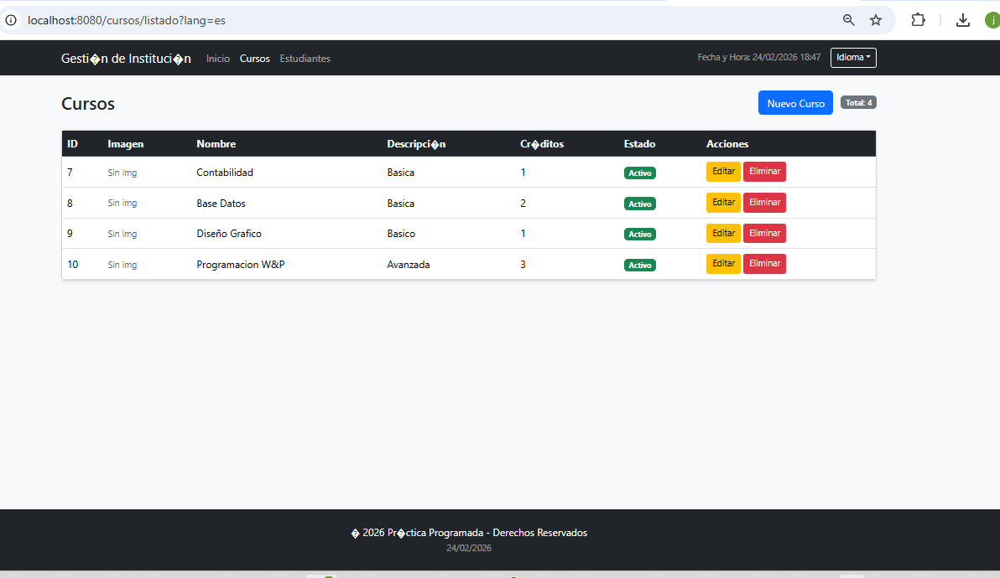 localhost:8080/cursos/listado?lang=es
j
Gesti�n de Instituci�n Inicio Cursos Estudiantes Fecha y Hora: 24/02/2026 18:47 Idioma
Cursos Nuevo Curso Total: 4
ID Imagen Nombre Descripci�n Cr�ditos Estado Acciones
7 Sin img Contabilidad Basica 1 Activo Editar Eliminar
8 Sin img Base Datos Basica 2 Activo Editar Eliminar
9 Sin img Diseño Grafico Basico 1 Activo Editar Eliminar
10 Sin img Programacion W&P Avanzada 3 Activo Editar Eliminar
� 2026 Pr�ctica Programada - Derechos Reservados
24/02/2026